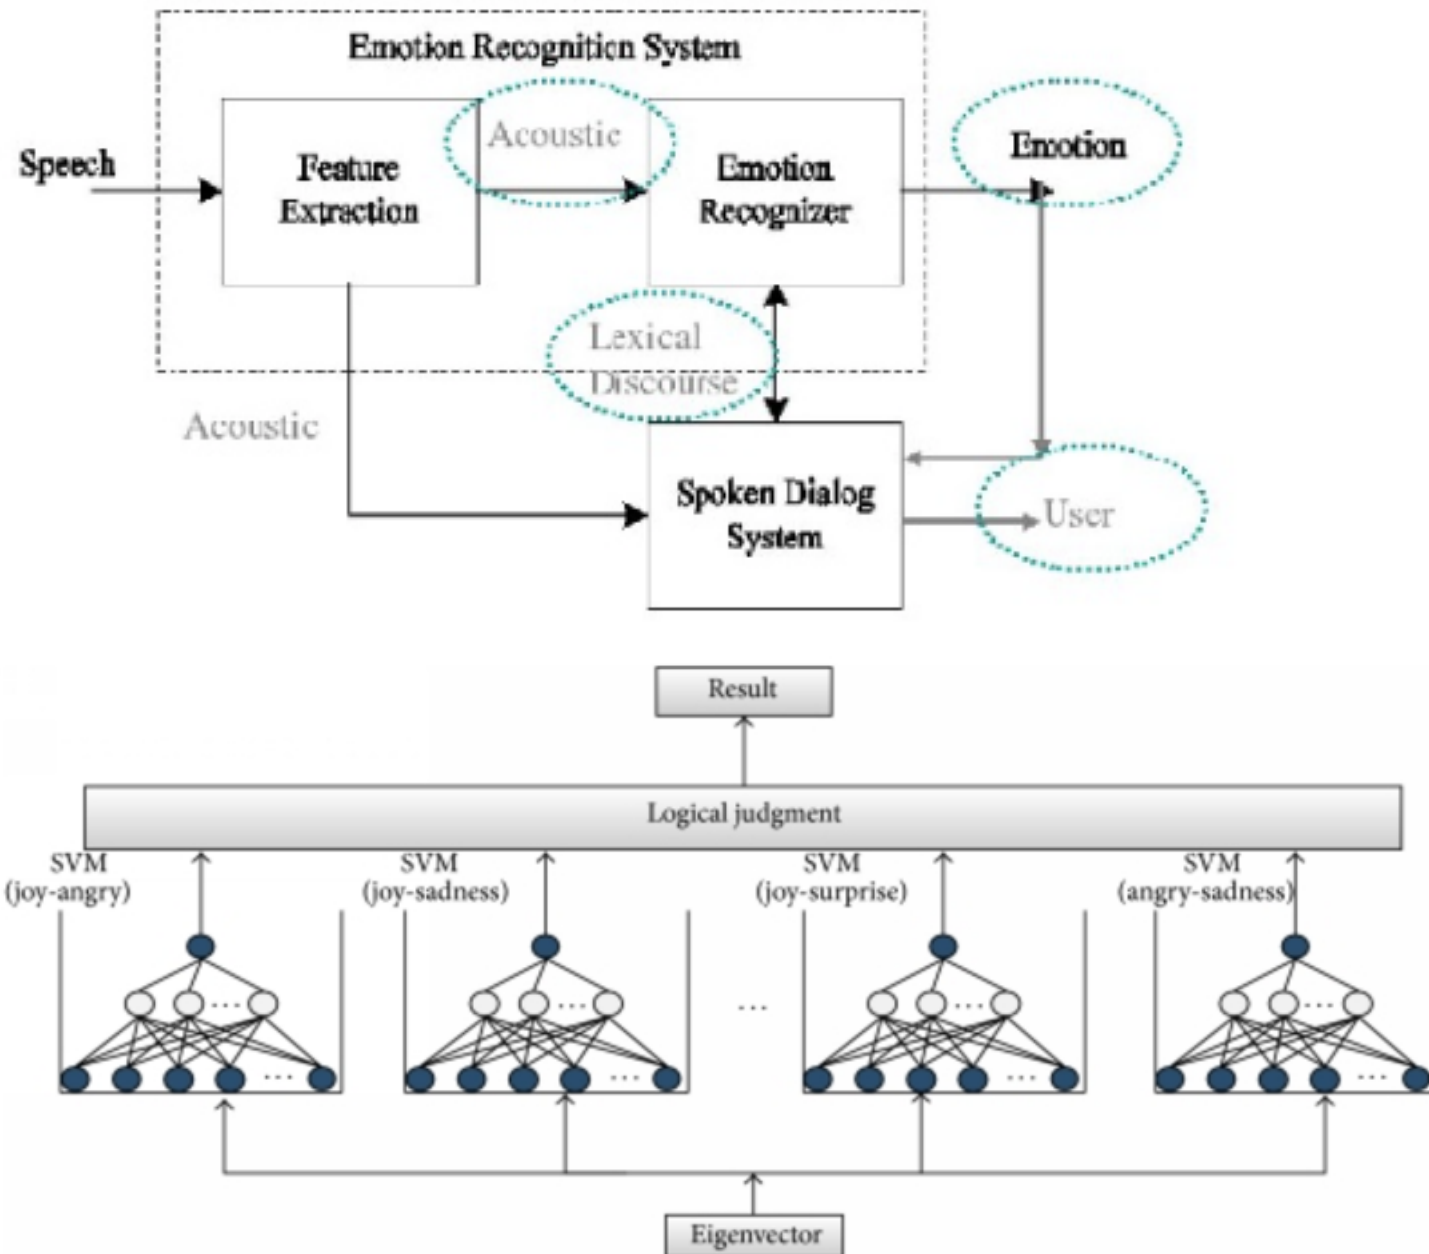 Emotion Recognition System
Speech
Feature
Extraction
Acoustic
Emotion
Recognizer
Emotion
Lexical
Discourse
Acoustic
Spoken Dialog
System
User
Result
Logical judgment
SVM
(joy-angry)
SVM
(joy-sadness)
SVM
(joy-surprise)
SVM
(angry-sadness)
...
...
...
...
...
...
...
...
...
Eigenvector